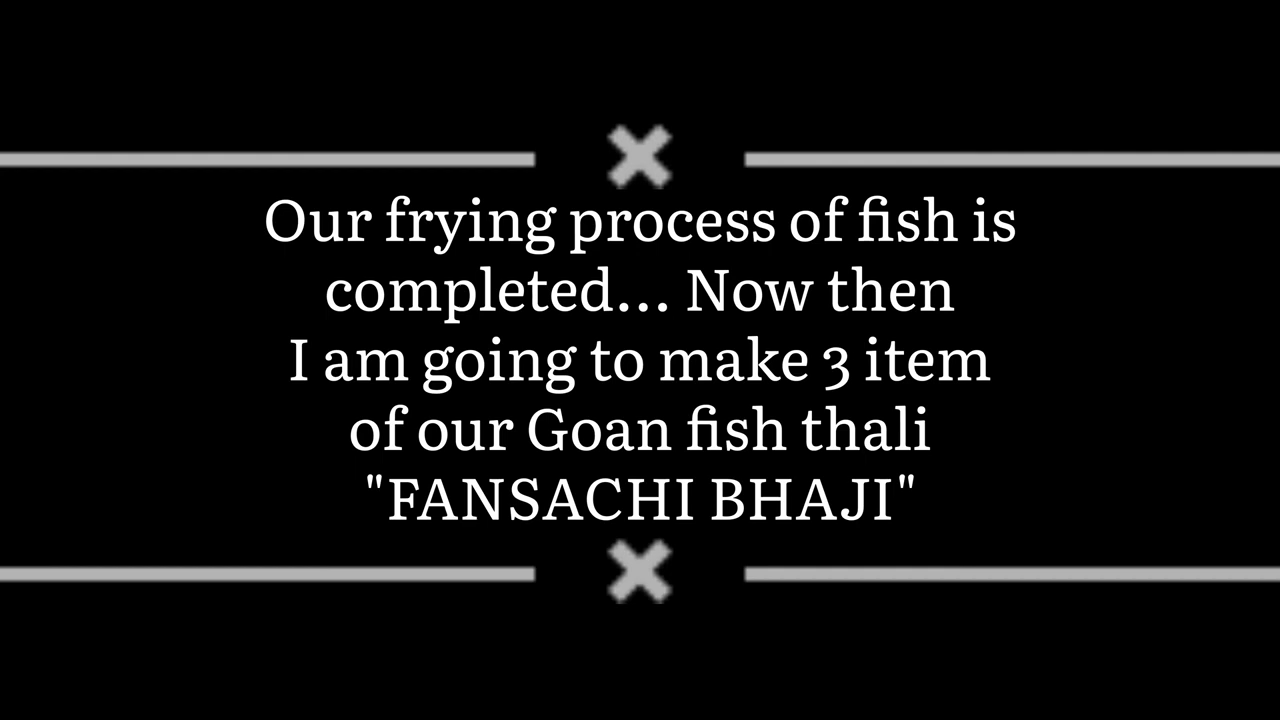 Our frying process of fish is
completed... Now then
I am going to make 3 item
of our Goan fish thali
"FANSACHI BHAJI"